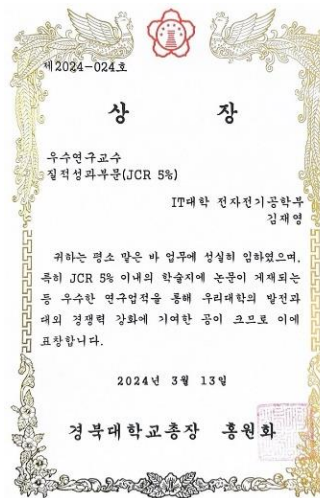 제2024-024호
상 장
우수연구교수
질적성과부문(JCR 5%)
IT대학 전자전기공학부
김재영
귀하는 평소 맡은 바 업무에 성실히 임하였으며,
특히 JCR 5% 이내의 학술지에 논문이 게재되는
등 우수한 연구업적을 통해 우리대학의 발전과
대외 경쟁력 강화에 기여한 공이 크므로 이에
표창합니다.
2024년 3월 13일
경북대학교총장 홍원화